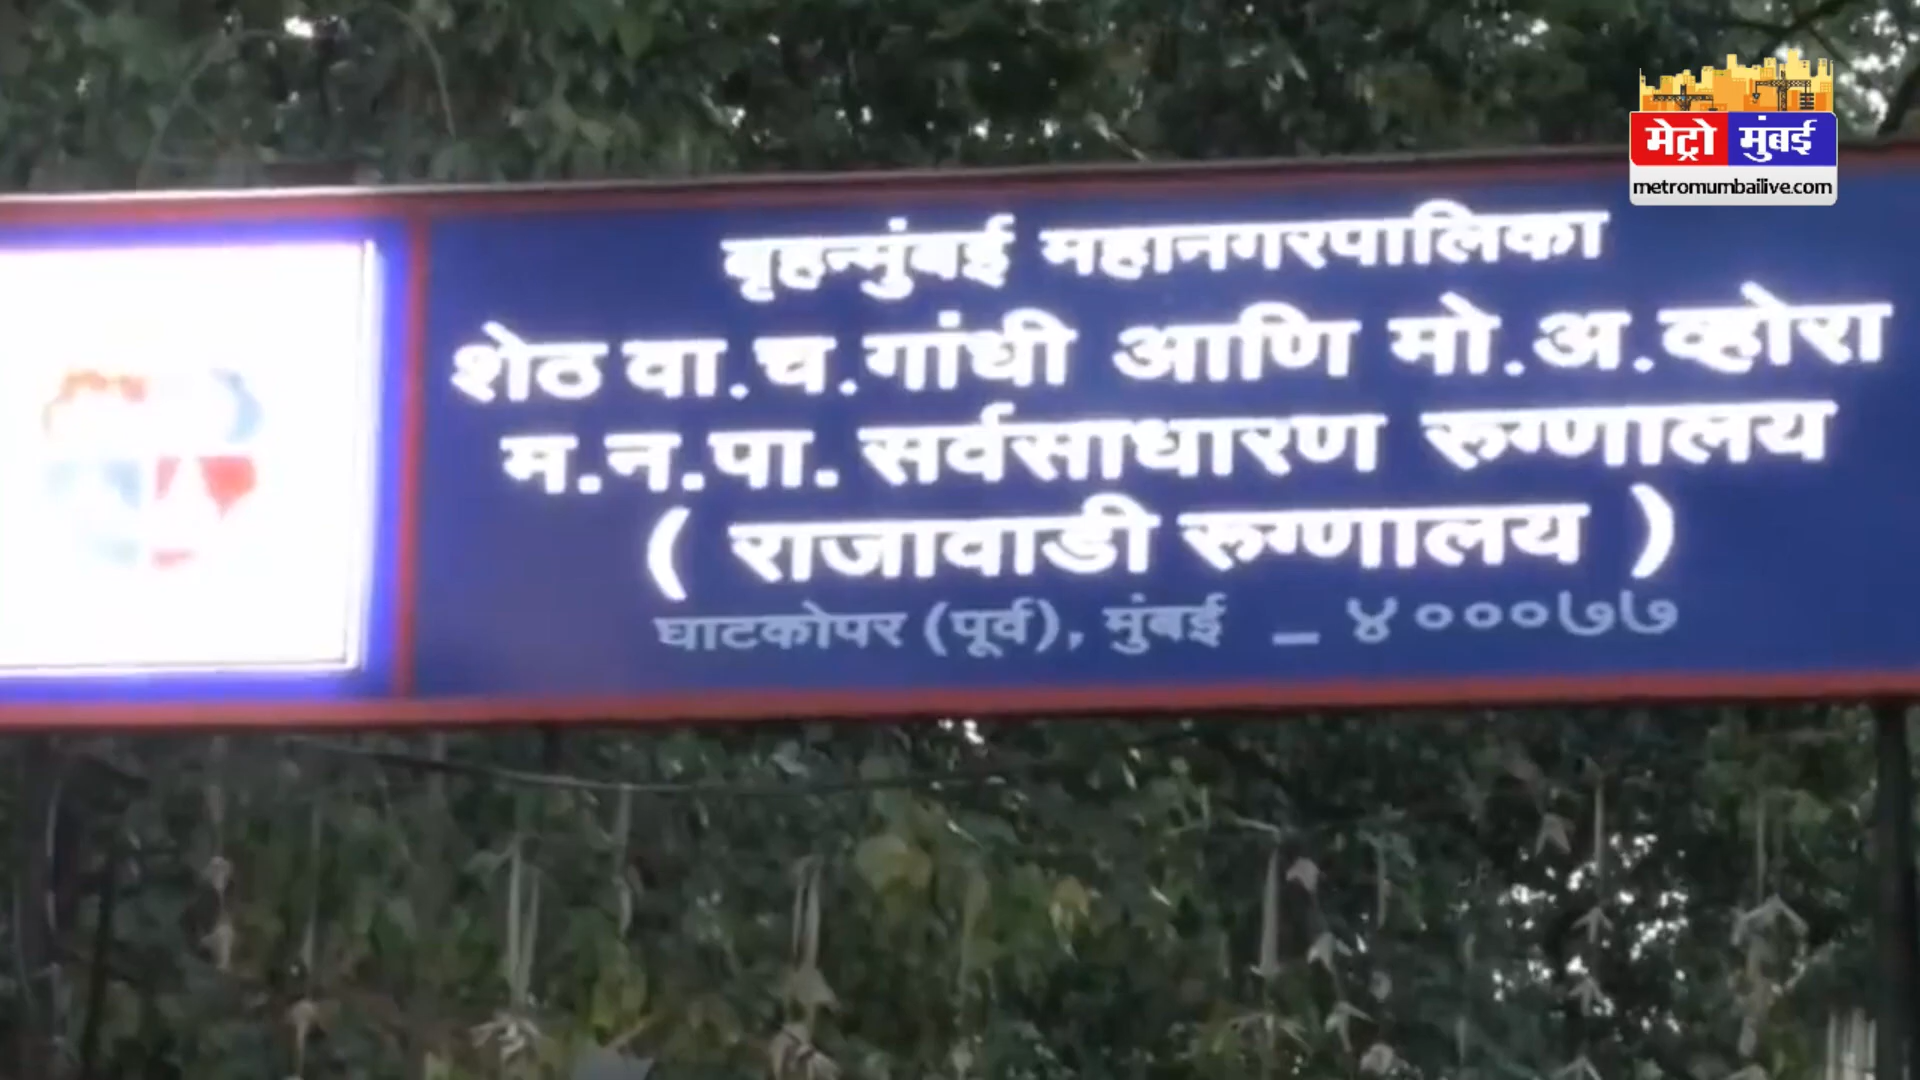 मेट्रो मुंबई
metromumbailive.com
बृहन्मुंबई महानगरपालिका
शेठ वा.च.गांधी आणि मो.अ.व्होरा
म.न.पा. सर्वसाधारण रुग्णालय
( राजावाडी रुग्णालय )
घाटकोपर (पूर्व), मुंबई _ ४०००७७